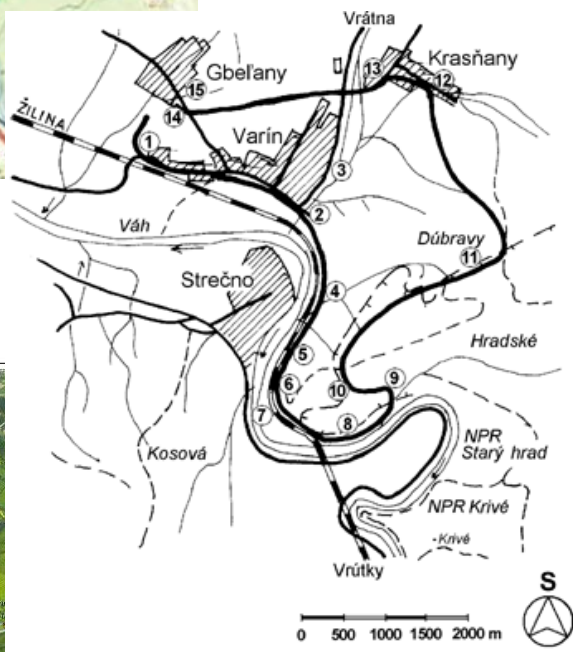 Vrátna
Krasňany
Gbeľany
13
12
15
14
Varín
ŽILINA
1
3
2
Váh
Dúbravy
11
Strečno
4
Hradské
5
6
10
9
7
8
NPR
Starý hrad
Kosová
NPR Krivé
-Krivé
Vrútky
S
0 500 1000 1500 2000 m